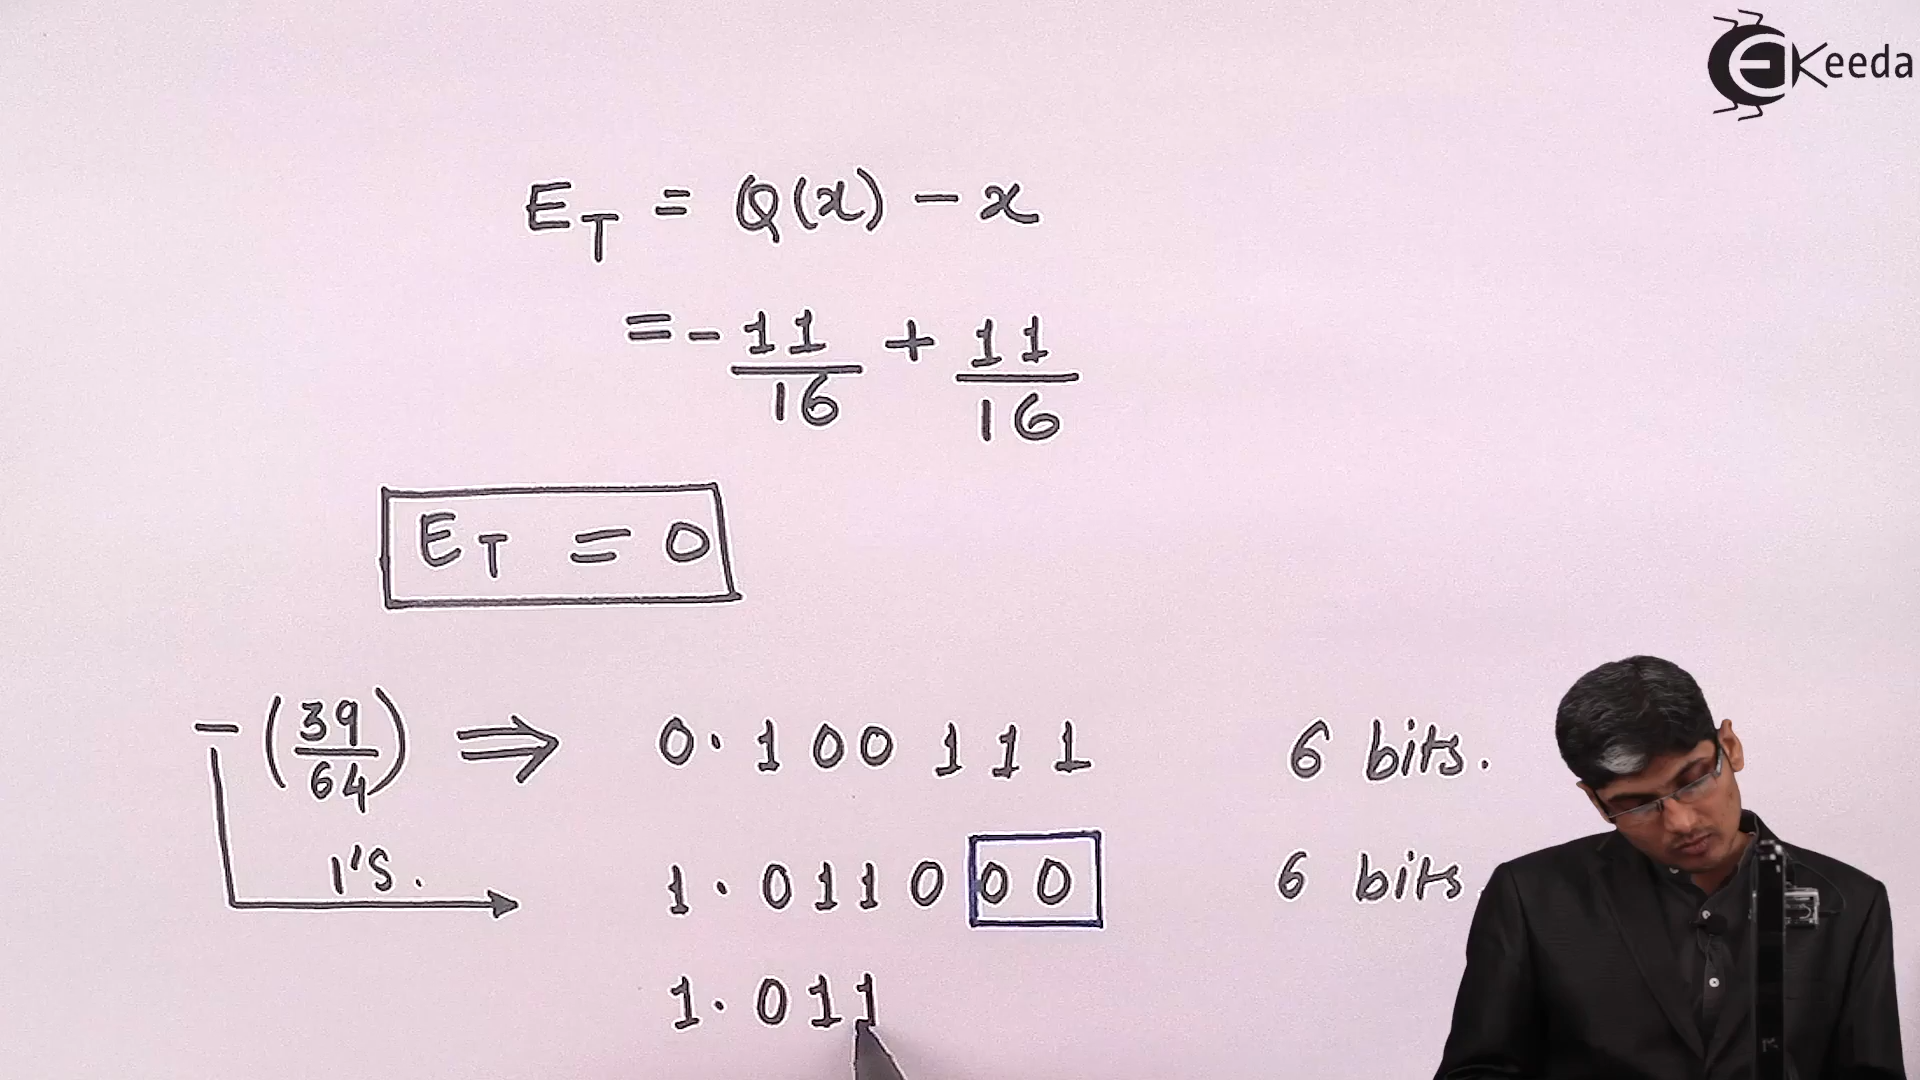 EKeeda
E_T = Q(x) - x
= - 11/16 + 11/16
E_T = 0
- (39/64) ⇒ 0.100111 6 bits.
1's. 1.011000 6 bits.
1.011